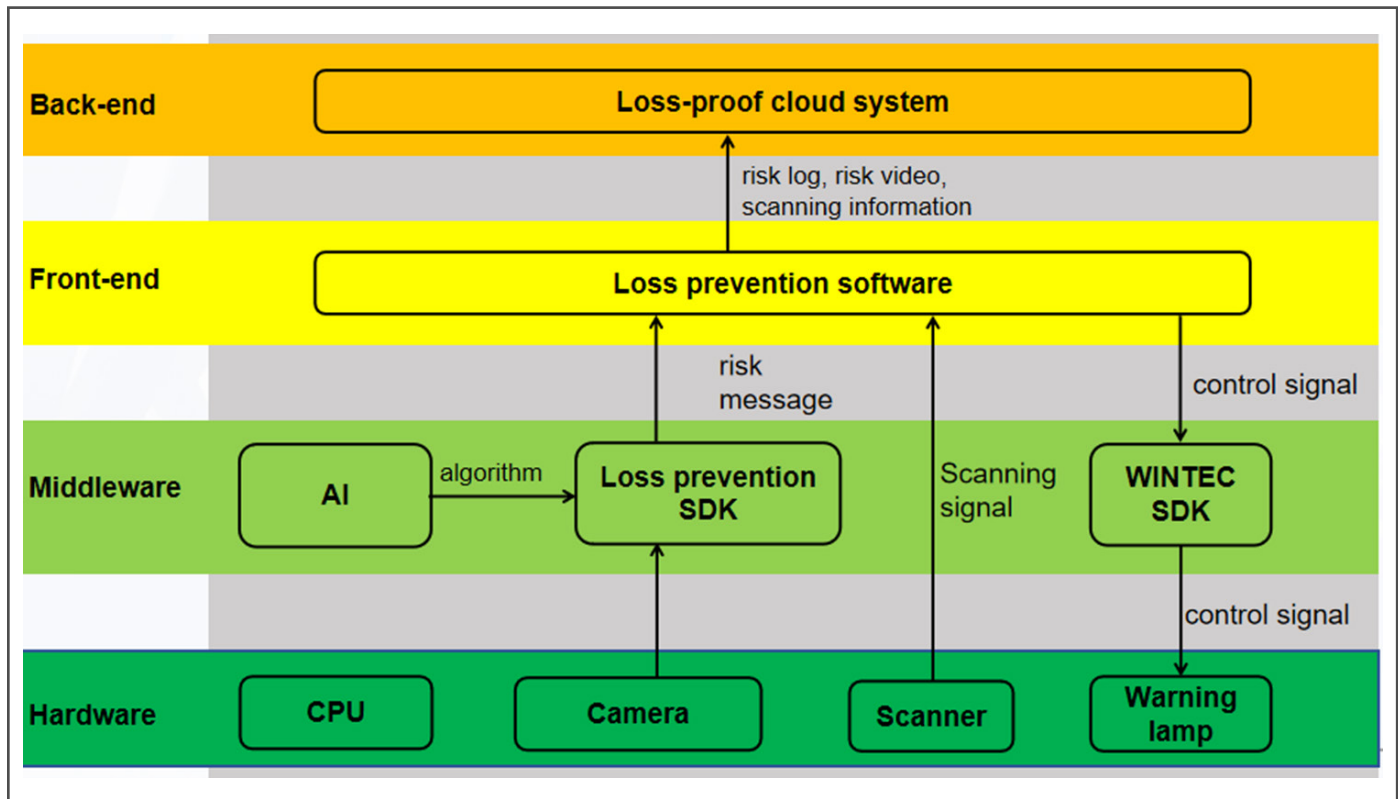 Back-end
Loss-proof cloud system
risk log, risk video,
scanning information
Front-end
Loss prevention software
risk
message
control signal
Middleware
AI
algorithm
Loss prevention
SDK
Scanning
signal
WINTEC
SDK
control signal
Hardware
CPU
Camera
Scanner
Warning
lamp